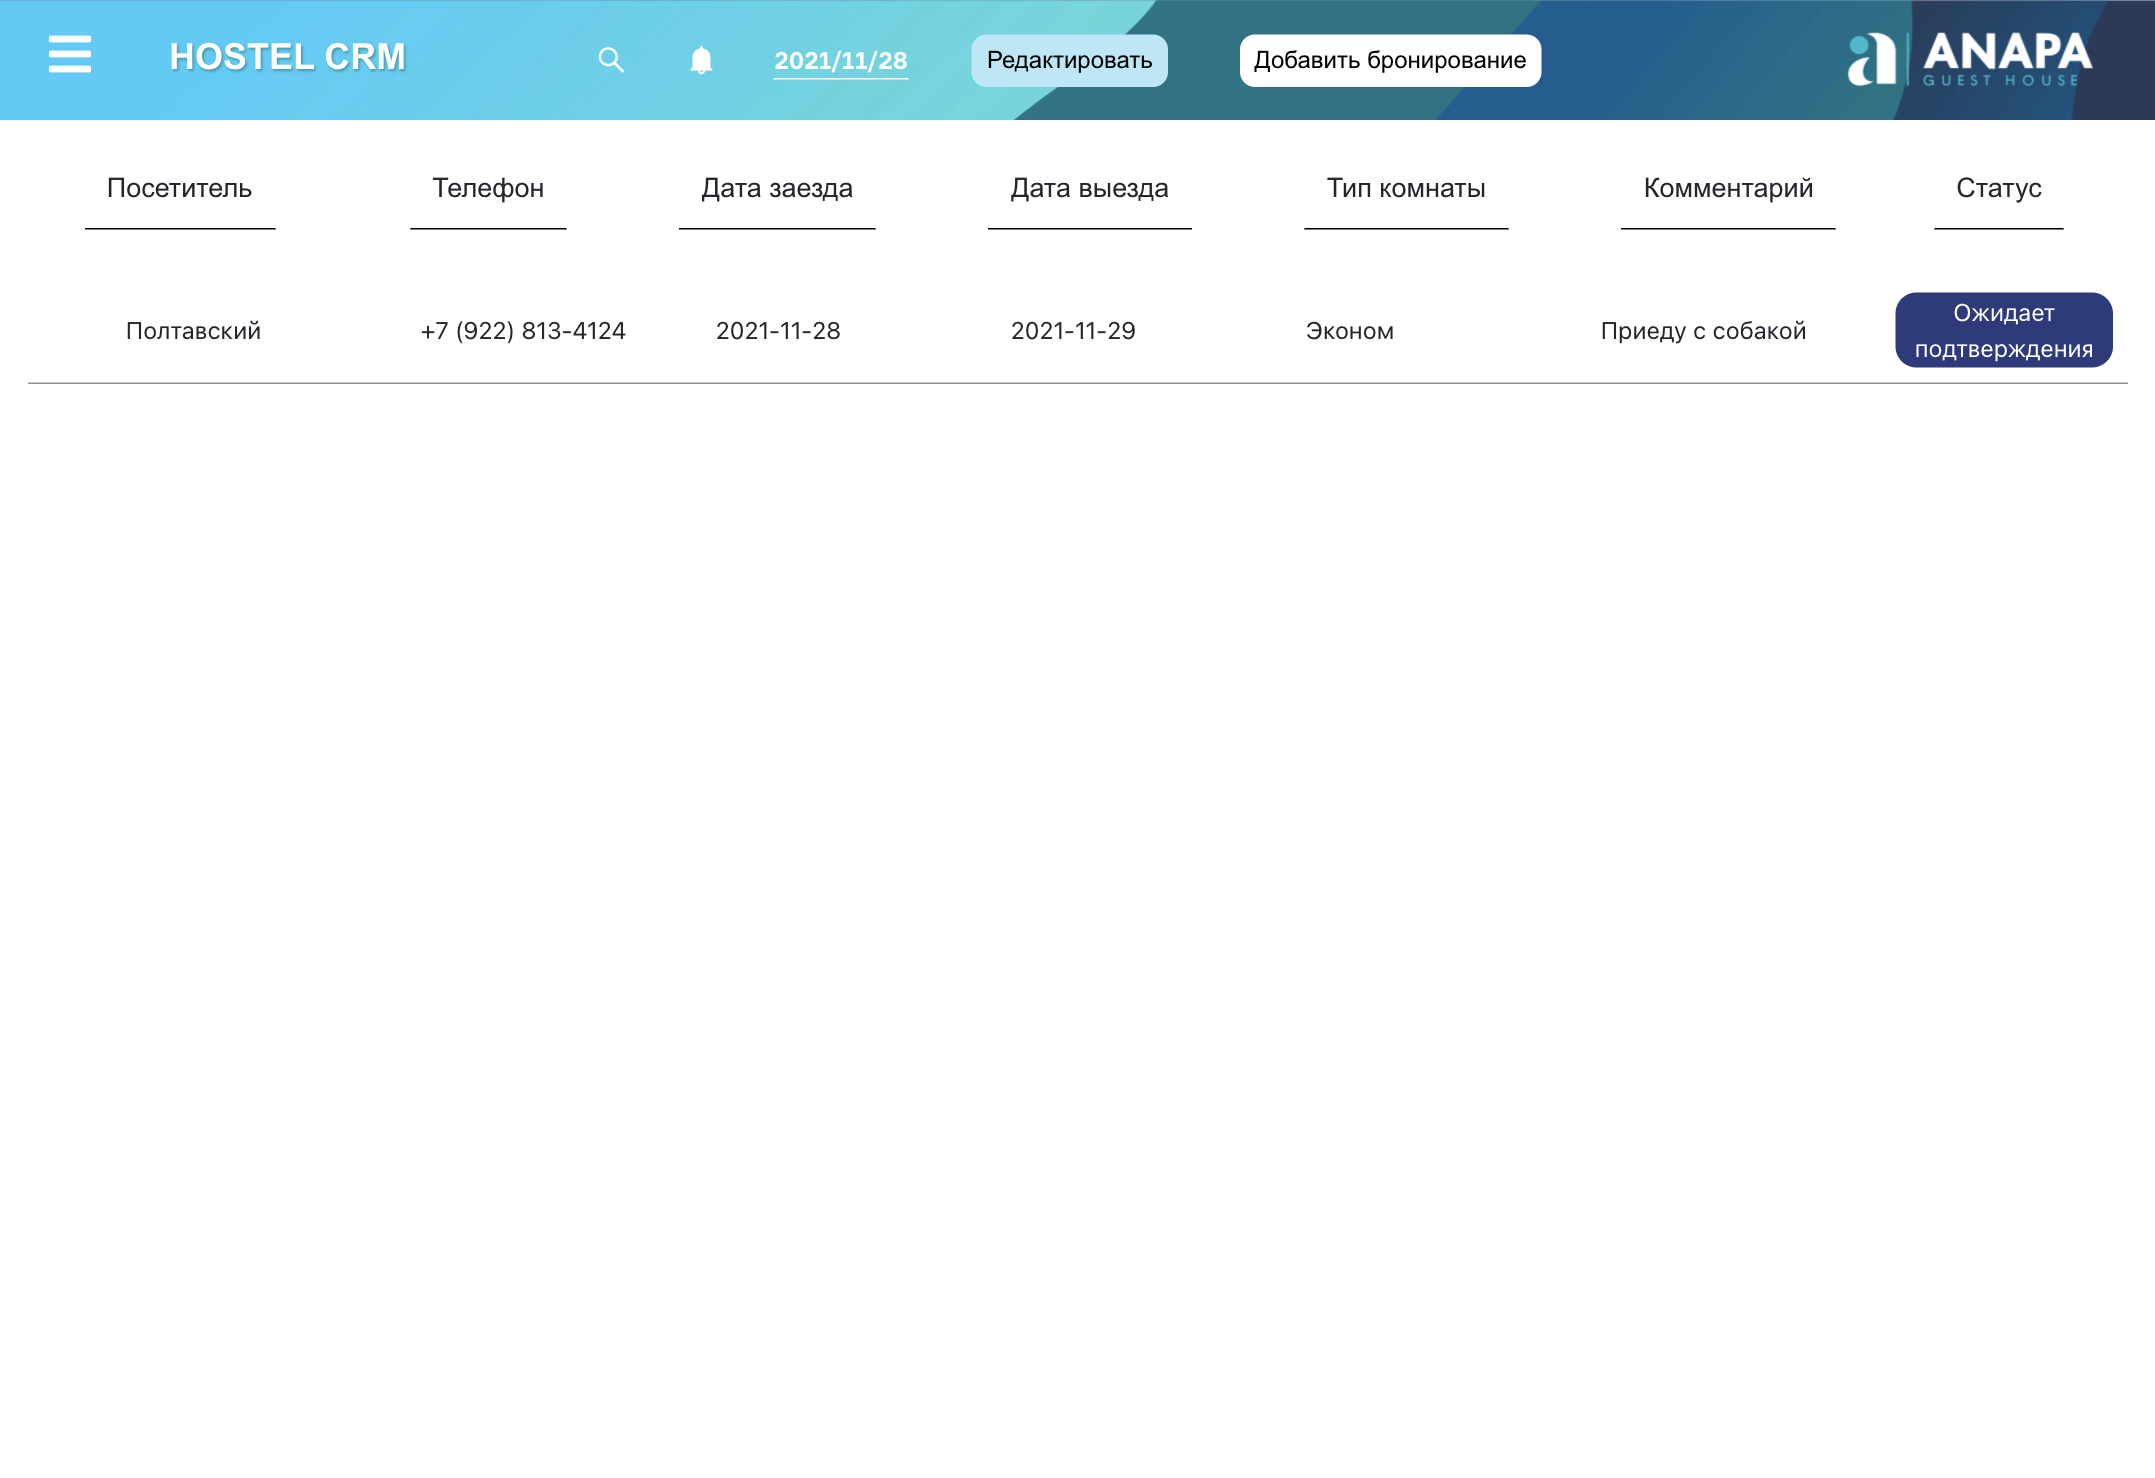 HOSTEL CRM
2021/11/28
Редактировать
Добавить бронирование
a ANAPA
GUEST HOUSE
Посетитель Телефон Дата заезда Дата выезда Тип комнаты Комментарий Статус
Полтавский +7 (922) 813-4124 2021-11-28 2021-11-29 Эконом Приеду с собакой Ожидает
подтверждения